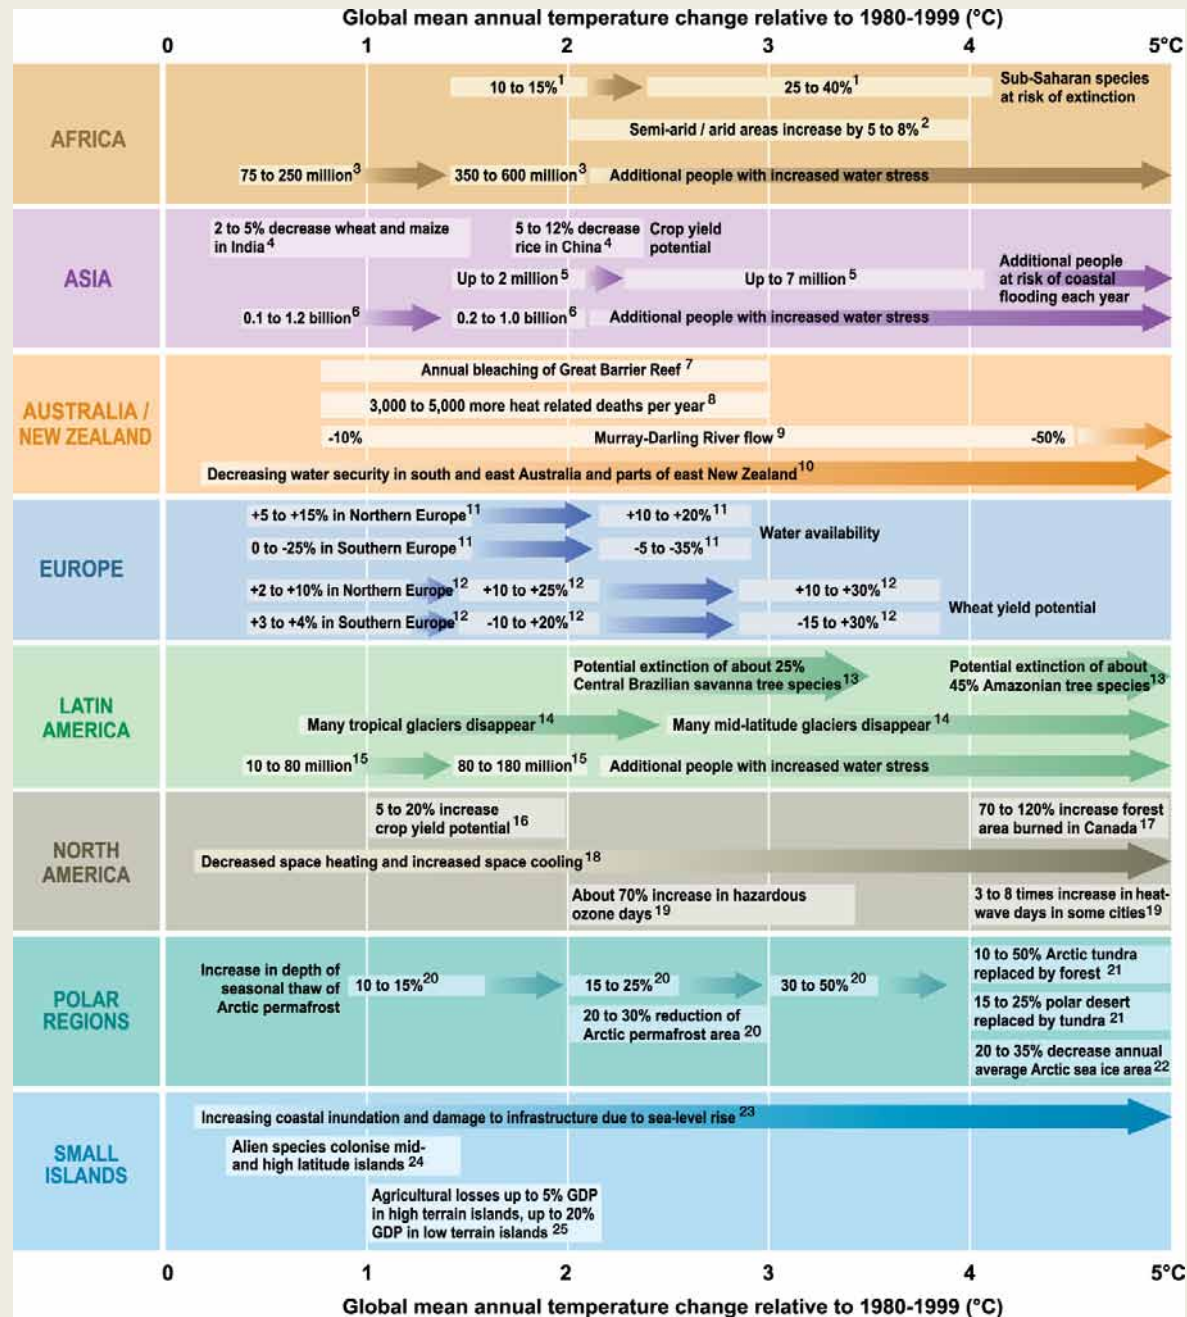 Global mean annual temperature change relative to 1980-1999 (°C)
0 1 2 3 4 5°C
AFRICA
10 to 15%1
25 to 40%1
Sub-Saharan species
at risk of extinction
Semi-arid / arid areas increase by 5 to 8% 2
75 to 250 million3
350 to 600 million3
Additional people with increased water stress
ASIA
2 to 5% decrease wheat and maize
in India4
5 to 12% decrease
rice in China4
Crop yield
potential
Up to 2 million5
Up to 7 million5
Additional people
at risk of coastal
flooding each year
0.1 to 1.2 billion6
0.2 to 1.0 billion6
Additional people with increased water stress
AUSTRALIA /
NEW ZEALAND
Annual bleaching of Great Barrier Reef 7
3,000 to 5,000 more heat related deaths per year8
-10%
Murray-Darling River flow 9
-50%
Decreasing water security in south and east Australia and parts of east New Zealand10
EUROPE
+5 to +15% in Northern Europe11
+10 to +20%11
0 to -25% in Southern Europe11
-5 to -35%11
Water availability
+2 to +10% in Northern Europe12
+10 to +25%12
+10 to +30%12
+3 to +4% in Southern Europe12
-10 to +20%12
-15 to +30%12
Wheat yield potential
LATIN
AMERICA
Potential extinction of about 25%
Central Brazilian savanna tree species13
Potential extinction of about
45% Amazonian tree species13
Many tropical glaciers disappear14
Many mid-latitude glaciers disappear14
10 to 80 million15
80 to 180 million15
Additional people with increased water stress
NORTH
AMERICA
5 to 20% increase
crop yield potential16
70 to 120% increase forest
area burned in Canada17
Decreased space heating and increased space cooling18
About 70% increase in hazardous
ozone days19
3 to 8 times increase in heat-
wave days in some cities19
POLAR
REGIONS
Increase in depth of
seasonal thaw of
Arctic permafrost
10 to 15%20
15 to 25%20
30 to 50%20
20 to 30% reduction of
Arctic permafrost area20
10 to 50% Arctic tundra
replaced by forest 21
15 to 25% polar desert
replaced by tundra 21
20 to 35% decrease annual
average Arctic sea ice area22
SMALL
ISLANDS
Increasing coastal inundation and damage to infrastructure due to sea-level rise23
Alien species colonise mid-
and high latitude islands24
Agricultural losses up to 5% GDP
in high terrain islands, up to 20%
GDP in low terrain islands25
0 1 2 3 4 5°C
Global mean annual temperature change relative to 1980-1999 (°C)